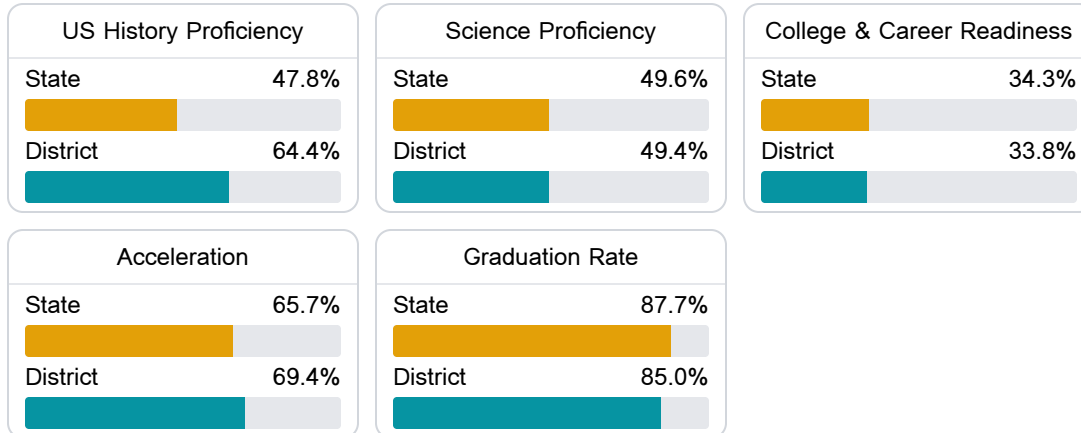 US History Proficiency
State 47.8%
District 64.4%
Science Proficiency
State 49.6%
District 49.4%
College & Career Readiness
State 34.3%
District 33.8%
Acceleration
State 65.7%
District 69.4%
Graduation Rate
State 87.7%
District 85.0%